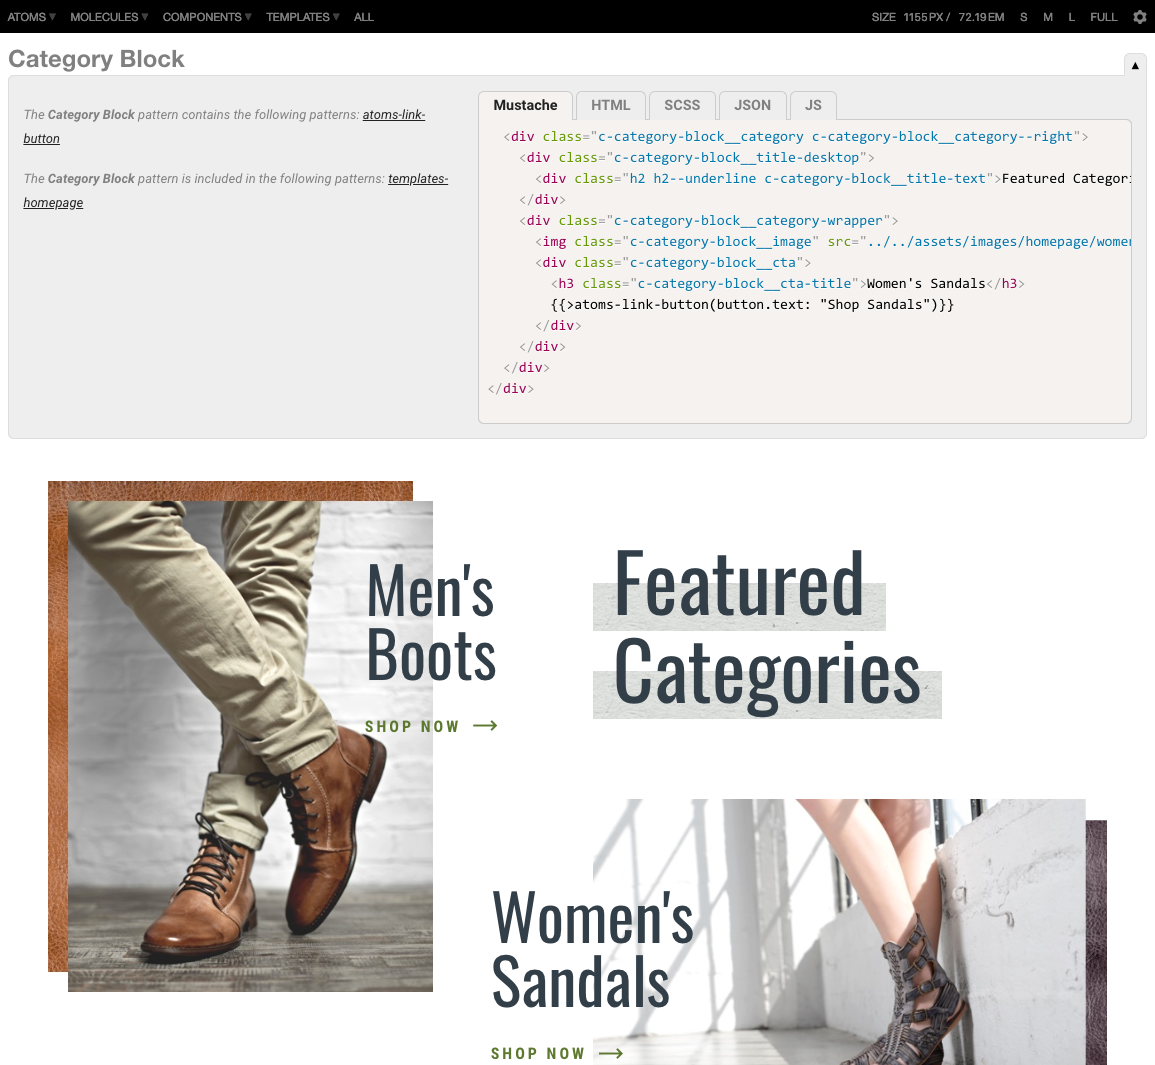 ATOMS▼ MOLECULES▼ COMPONENTS▼ TEMPLATES▼ ALL SIZE 1155PX / 72.19EM S M L FULL
Category Block
▲
The Category Block pattern contains the following patterns: atoms-link-
button
The Category Block pattern is included in the following patterns: templates-
homepage
Mustache HTML SCSS JSON JS
<div class="c-category-block__category c-category-block__category--right">
<div class="c-category-block__title-desktop">
<div class="h2 h2--underline c-category-block__title-text">Featured Categori
</div>
<div class="c-category-block__category-wrapper">
<img class="c-category-block__image" src="../../assets/images/homepage/women
<div class="c-category-block__cta">
<h3 class="c-category-block__cta-title">Women's Sandals</h3>
{{>atoms-link-button(button.text: "Shop Sandals")}}
</div>
</div>
</div>
</div>
Men's
Boots
SHOP NOW
Featured
Categories
Women's
Sandals
SHOP NOW